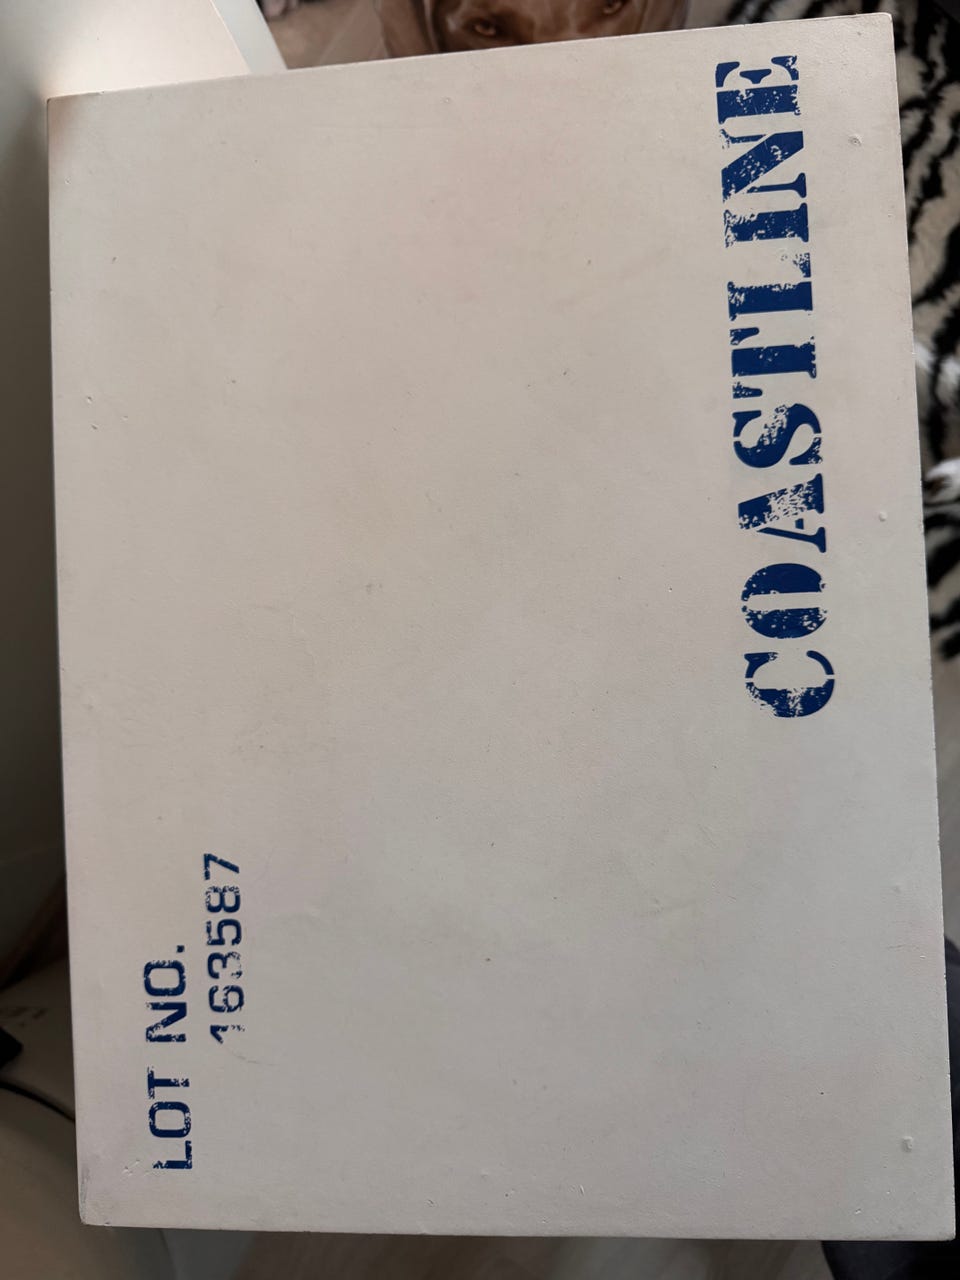 LOT NO.
163587
COASTLINE